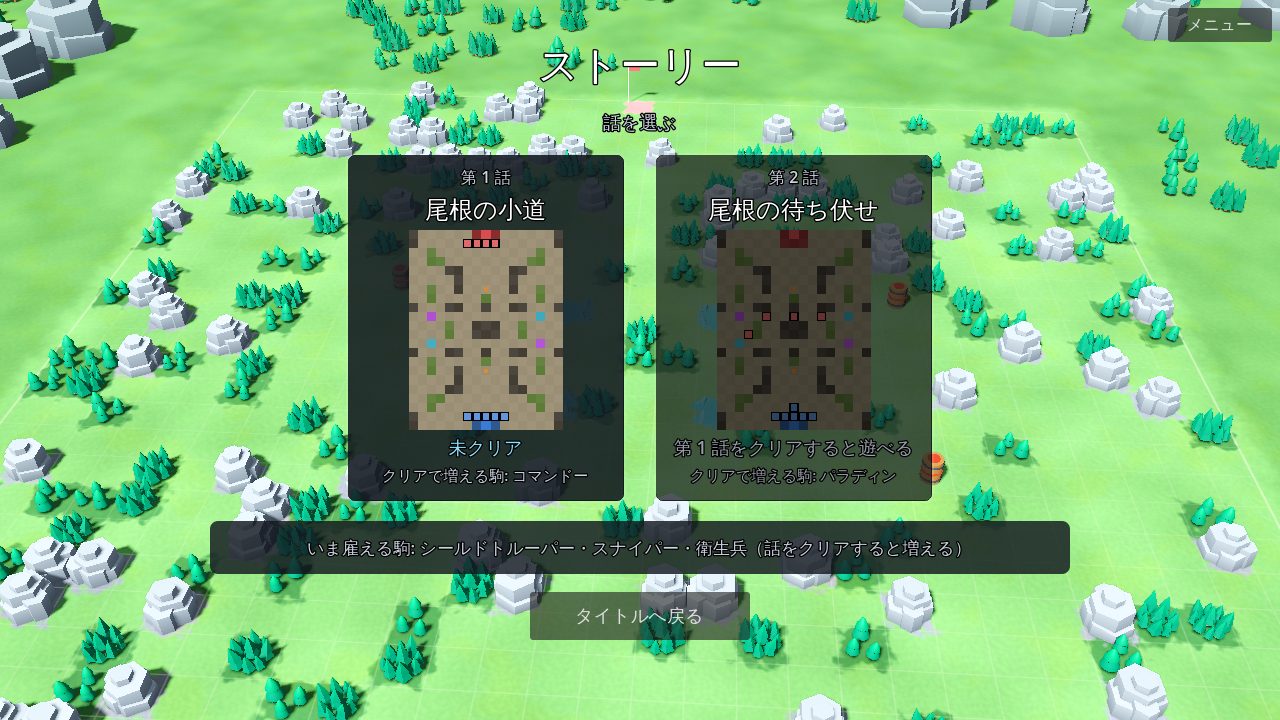 メニュー
ストーリー
話を選ぶ
第 1 話
尾根の小道
未クリア
クリアで増える駒: コマンドー
第 2 話
尾根の待ち伏せ
第 1 話をクリアすると遊べる
クリアで増える駒: パラディン
いま雇える駒: シールドトルーパー・スナイパー・衛生兵（話をクリアすると増える）
タイトルへ戻る